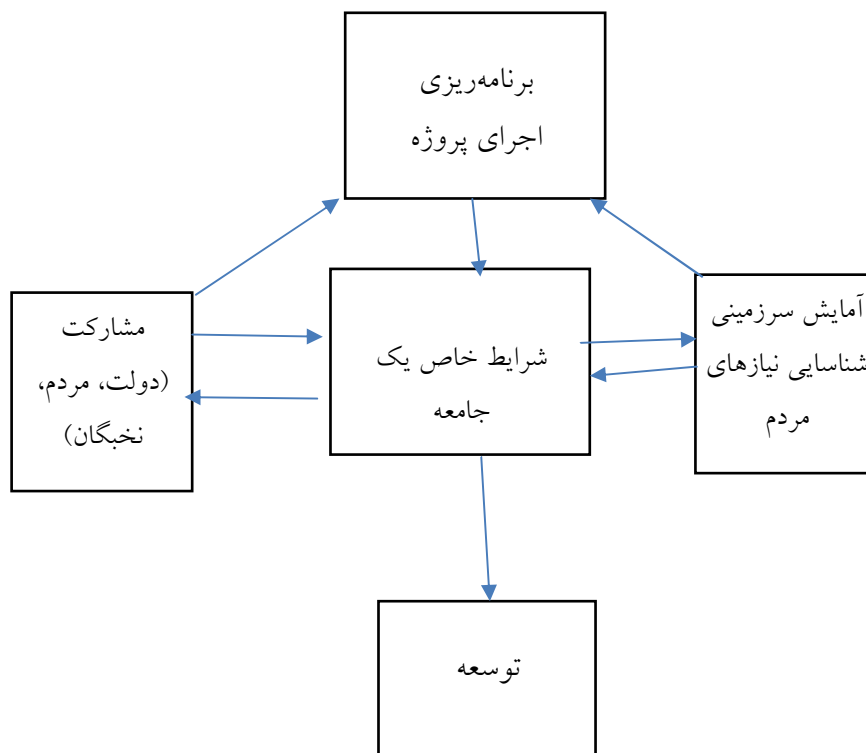 برنامه‌ریزی
اجرای پروژه
آمایش سرزمینی
شناسایی نیازهای
مردم
شرایط خاص یک
جامعه
مشارکت
(دولت، مردم،
نخبگان)
توسعه